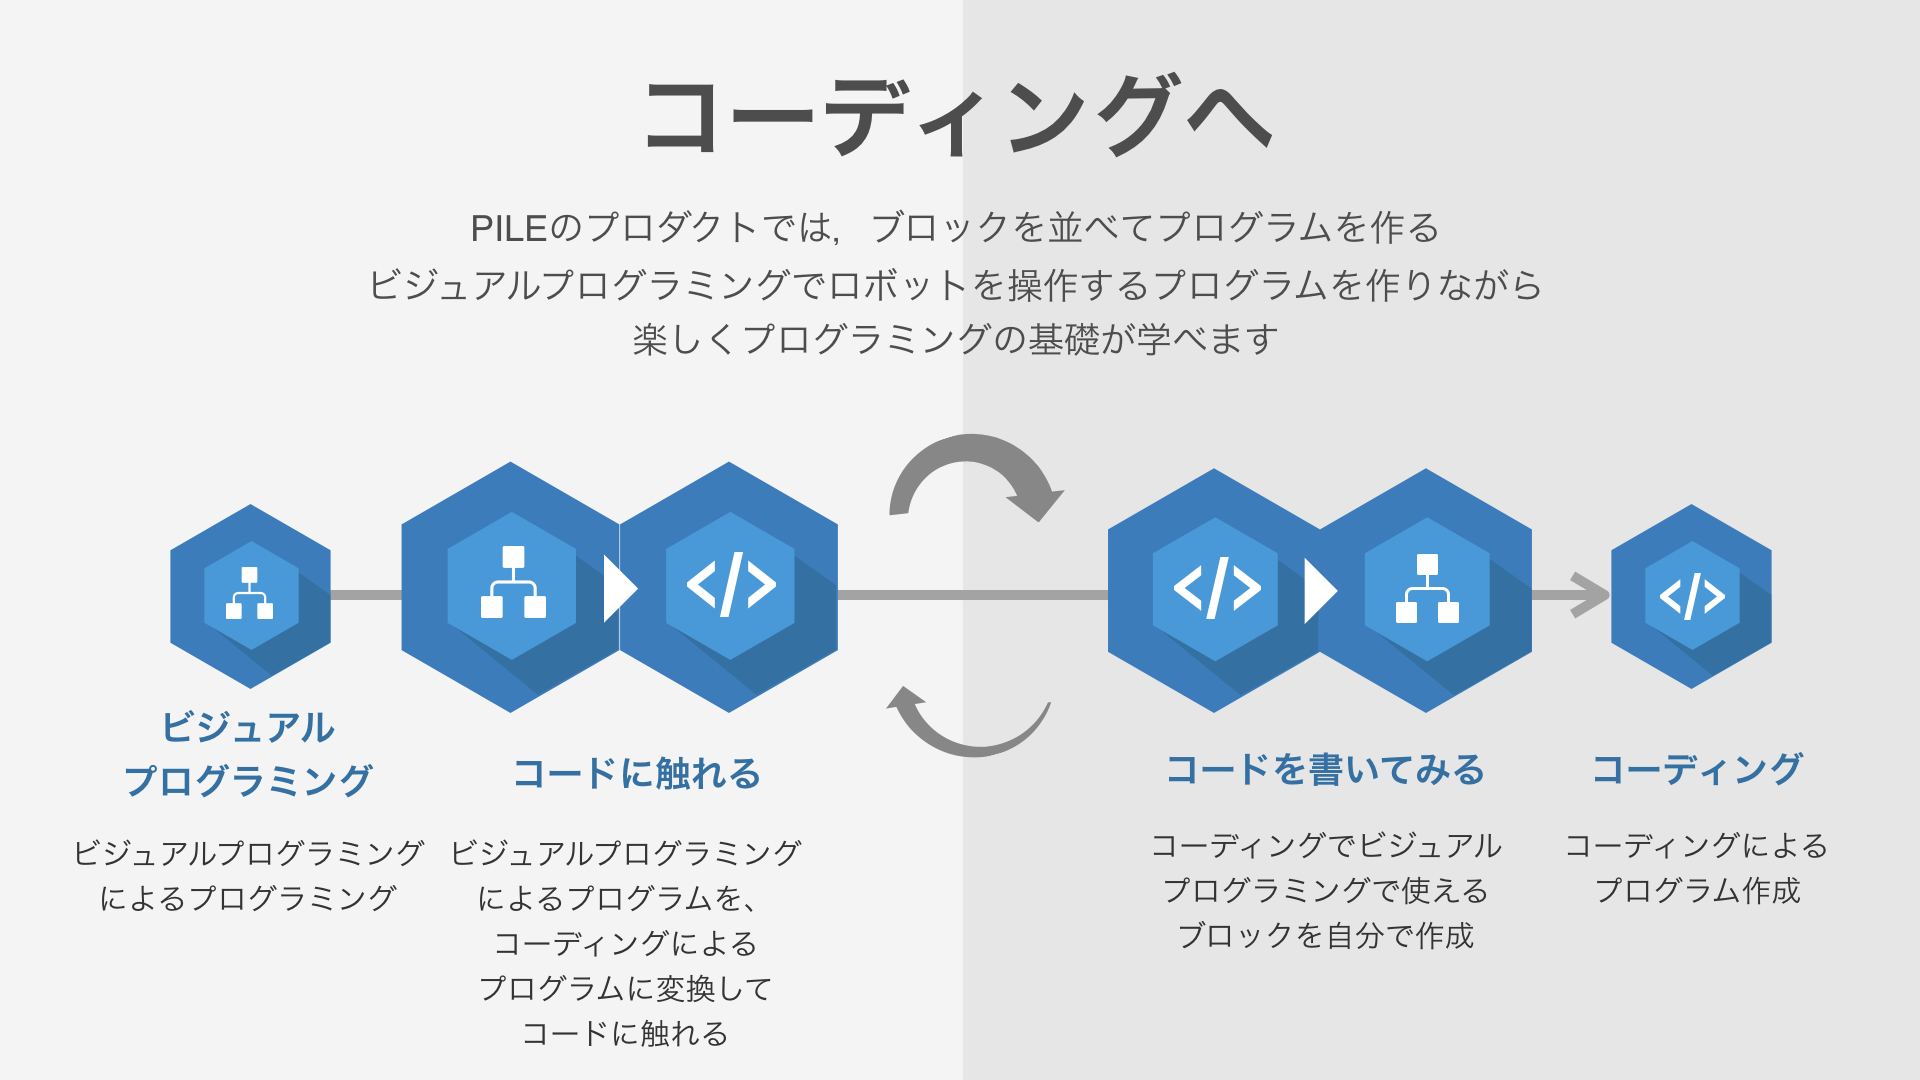 コーディングへ
PILEのプロダクトでは，ブロックを並べてプログラムを作る
ビジュアルプログラミングでロボットを操作するプログラムを作りながら
楽しくプログラミングの基礎が学べます
ビジュアル
プログラミング
ビジュアルプログラミング
によるプログラミング
コードに触れる
ビジュアルプログラミング
によるプログラムを、
コーディングによる
プログラムに変換して
コードに触れる
コードを書いてみる
コーディングでビジュアル
プログラミングで使える
ブロックを自分で作成
コーディング
コーディングによる
プログラム作成